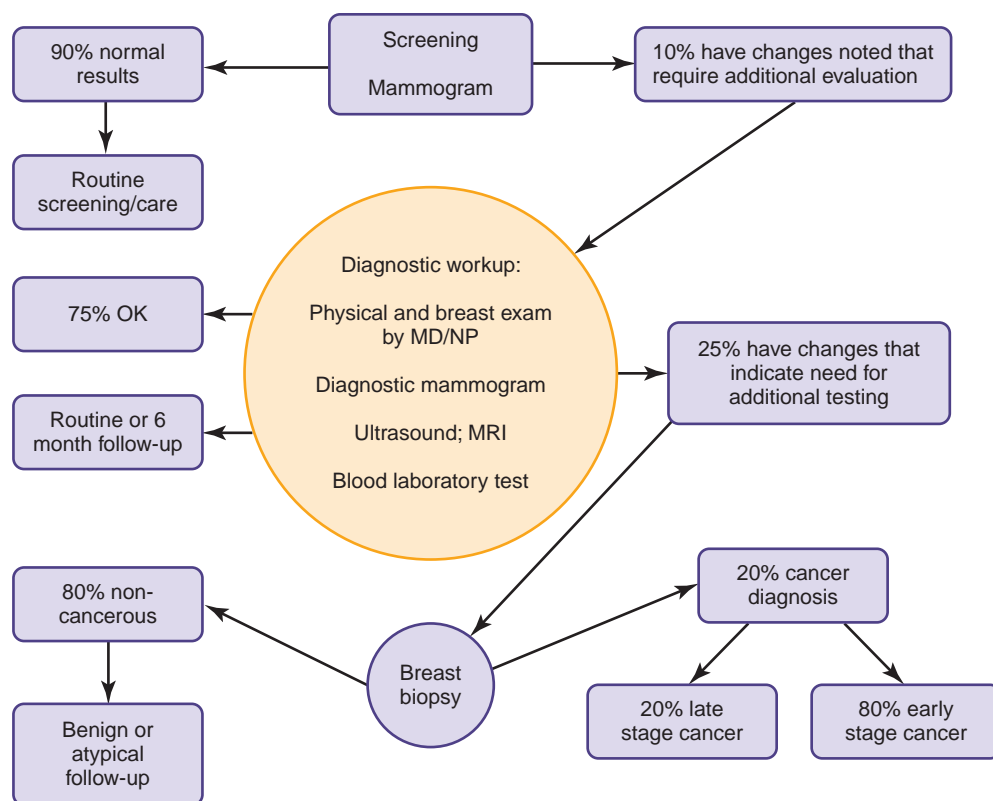 90% normal
results
Screening
Mammogram
10% have changes noted that
require additional evaluation
Routine
screening/care
Diagnostic workup:
Physical and breast exam
by MD/NP
Diagnostic mammogram
Ultrasound; MRI
Blood laboratory test
75% OK
Routine or 6
month follow-up
25% have changes that
indicate need for
additional testing
80% non-
cancerous
Breast
biopsy
20% cancer
diagnosis
Benign or
atypical
follow-up
20% late
stage cancer
80% early
stage cancer